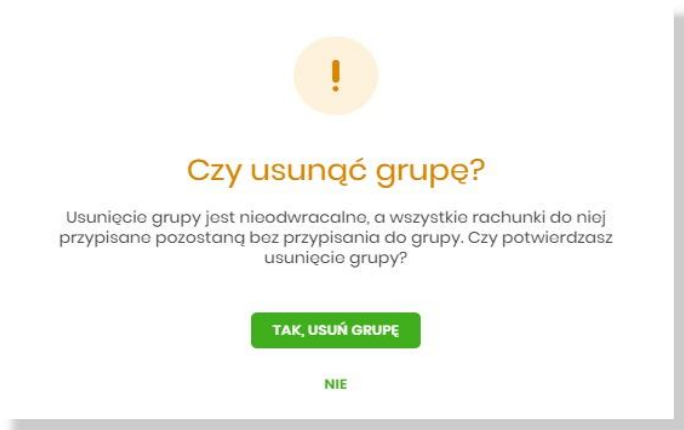 !
Czy usunąć grupę?
Usunięcie grupy jest nieodwracalne, a wszystkie rachunki do niej
przypisane pozostaną bez przypisania do grupy. Czy potwierdzasz
usunięcie grupy?
TAK, USUŃ GRUPĘ
NIE